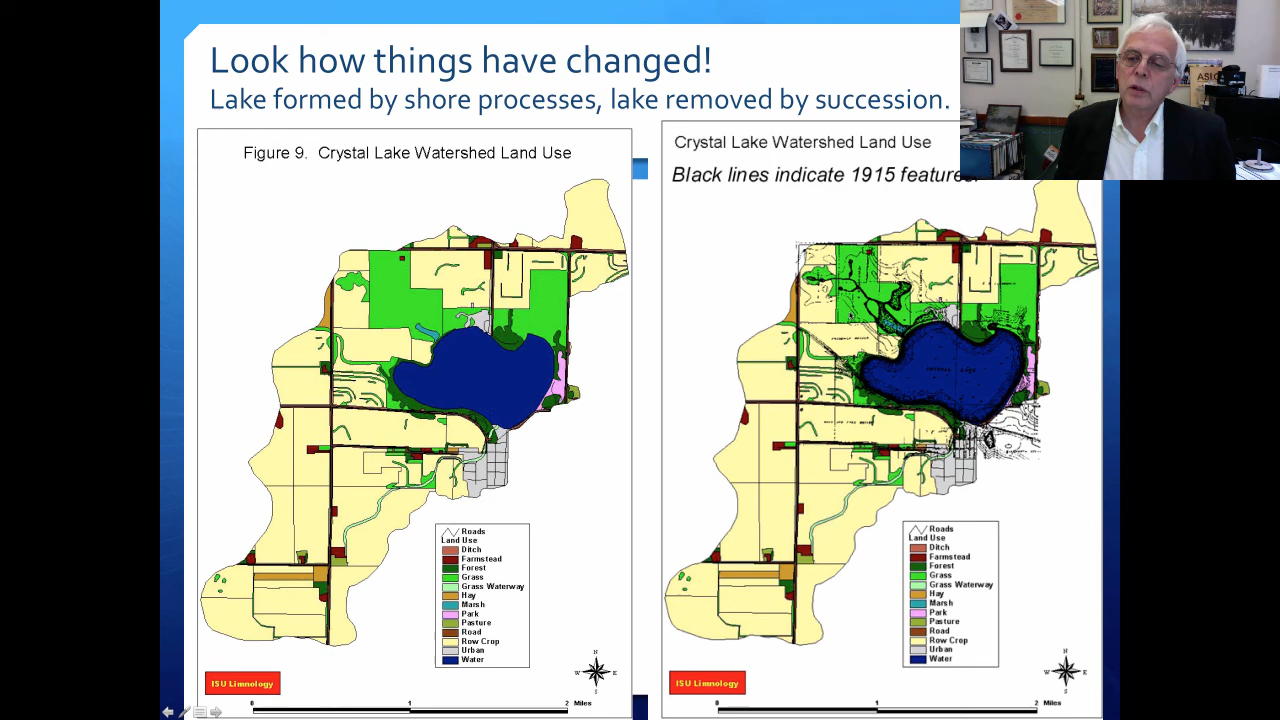 Look how things have changed!
Lake formed by shore processes, lake removed by succession.
Figure 9. Crystal Lake Watershed Land Use
Roads
Land Use
Ditch
Farmstead
Forest
Grass
Grass Waterway
Hay
Marsh
Park
Pasture
Road
Row Crop
Urban
Water
N
W E
S
ISU Limnology
0 1 2 Miles
Crystal Lake Watershed Land Use
Black lines indicate 1915 features.
Roads
Land Use
Ditch
Farmstead
Forest
Grass
Grass Waterway
Hay
Marsh
Park
Pasture
Road
Row Crop
Urban
Water
N
W E
S
ISU Limnology
0 1 2 Miles